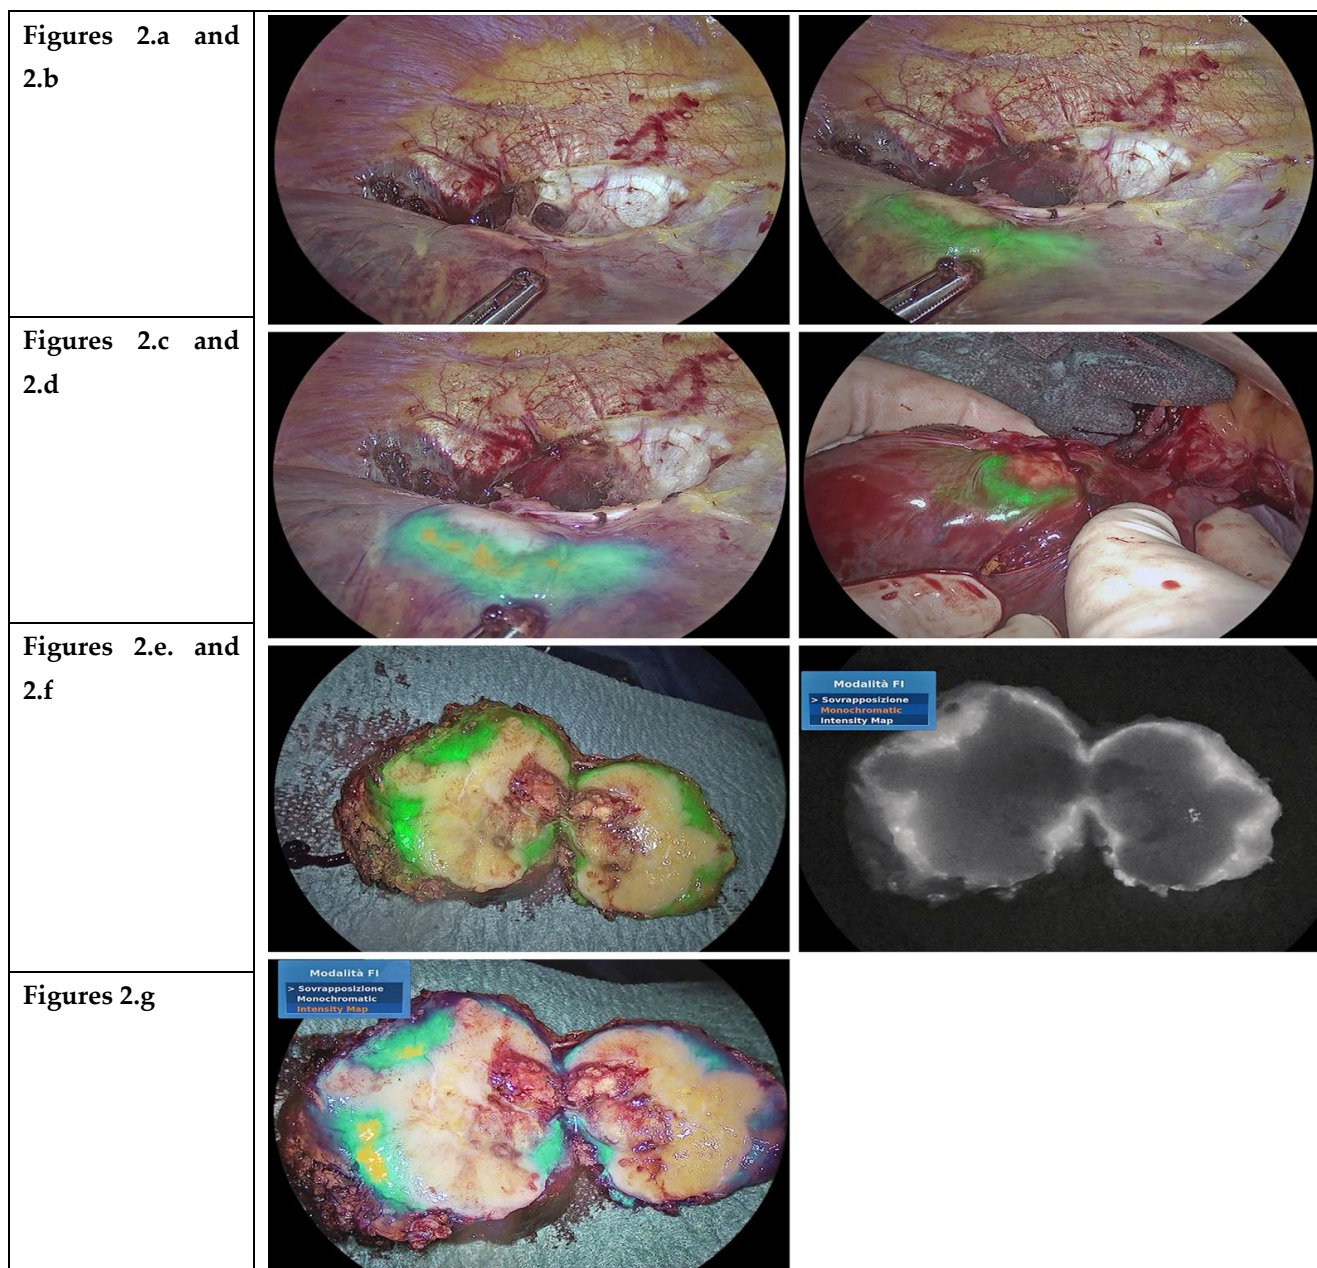 Figures 2.a and
2.b
Figures 2.c and
2.d
Figures 2.e. and
2.f
Modalità FI
> Sovrapposizione
Monochromatic
Intensity Map
Figures 2.g
Modalità FI
> Sovrapposizione
Monochromatic
Intensity Map